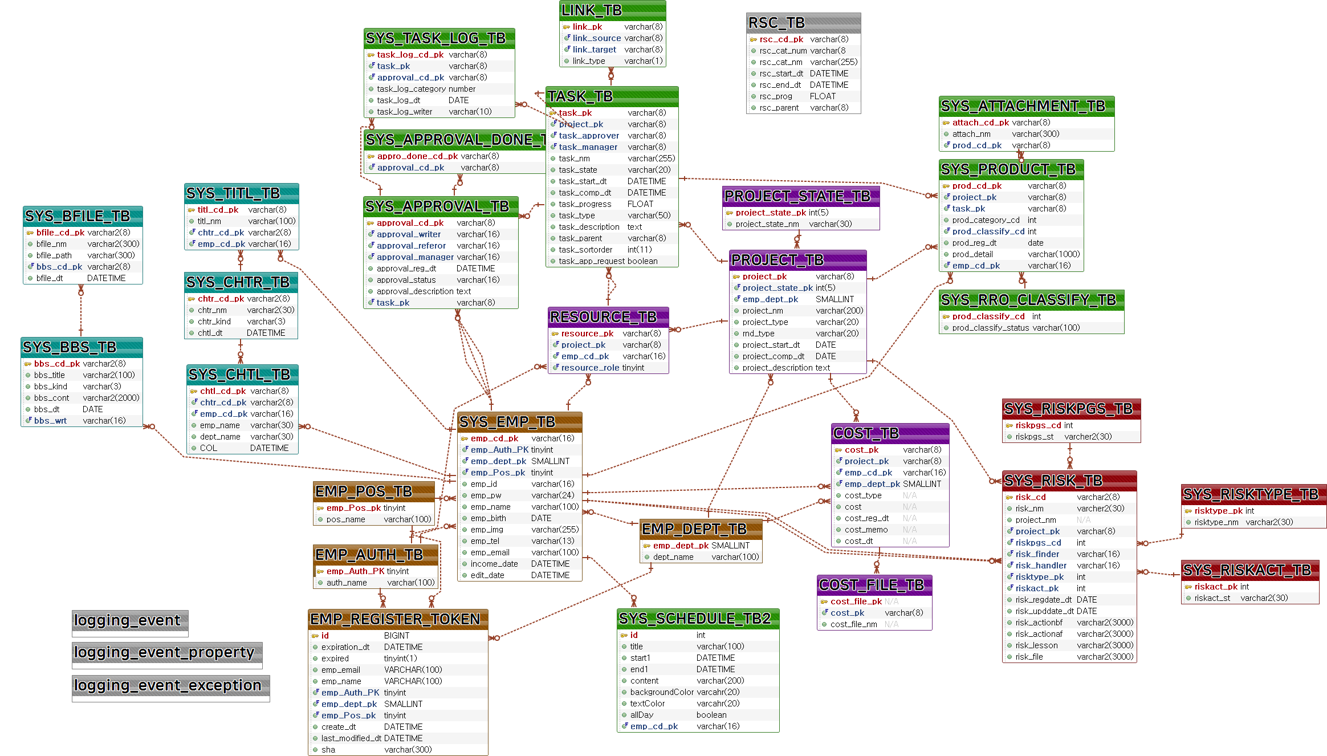 LINK_TB
link_pk varchar(8)
link_source varchar(8)
link_target varchar(8)
link_type varchar(1)
RSC_TB
rsc_cd_pk varchar(8)
rsc_cat_num varchar(8
rsc_cat_nm varchar(255)
rsc_start_dt DATETIME
rsc_end_dt DATETIME
rsc_prog FLOAT
rsc_parent varchar(8)
SYS_TASK_LOG_TB
task_log_cd_pk varchar(8)
task_pk varchar(8)
approval_cd_pk varchar(8)
task_log_category number
task_log_dt DATE
task_log_writer varchar(10)
TASK_TB
task_pk varchar(8)
project_pk varchar(8)
task_approver varchar(8)
task_manager varchar(8)
task_nm varchar(255)
task_state varchar(20)
task_start_dt DATETIME
task_comp_dt DATETIME
task_progress FLOAT
task_type varchar(50)
task_description text
task_parent varchar(8)
task_sortorder int(11)
task_app_request boolean
SYS_APPROVAL_DONE_T
appro_done_cd_pk varchar(8)
approval_cd_pk varchar(8)
SYS_APPROVAL_TB
approval_cd_pk varchar(8)
approval_writer varchar(16)
approval_referor varchar(16)
approval_manager varchar(16)
approval_reg_dt DATETIME
approval_status varchar(16)
approval_description text
task_pk varchar(8)
SYS_ATTACHMENT_TB
attach_cd_pk varchar(8)
attach_nm varchar(300)
prod_cd_pk varchar(8)
SYS_PRODUCT_TB
prod_cd_pk varchar(8)
project_pk varchar(8)
task_pk varchar(8)
prod_category_cd int
prod_classify_cd int
prod_reg_dt date
prod_detail varchar(1000)
emp_cd_pk varchar(16)
SYS_RRO_CLASSIFY_TB
prod_classify_cd int
prod_classify_status varchar(100)
SYS_TITL_TB
titl_cd_pk varchar(8)
titl_nm varchar(100)
chtr_cd_pk varchar2(8)
emp_cd_pk varchar(16)
SYS_BFILE_TB
bfile_cd_pk varchar2(8)
bfile_nm varchar2(300)
bfile_path varchar(300)
bbs_cd_pk varchar2(8)
bfile_dt DATETIME
SYS_CHTR_TB
chtr_cd_pk varchar2(8)
chtr_nm varchar2(30)
chtr_kind varchar(3)
chtl_dt DATETIME
SYS_BBS_TB
bbs_cd_pk varchar2(8)
bbs_title varchar2(100)
bbs_kind varchar(3)
bbs_cont varchar2(2000)
bbs_dt DATE
bbs_wrt varchar(16)
SYS_CHTL_TB
chtl_cd_pk varchar(8)
chtr_cd_pk varchar2(8)
emp_cd_pk varchar(16)
emp_name varchar(30)
dept_name varchar(30)
COL DATETIME
PROJECT_STATE_TB
project_state_pk int(5)
project_state_nm varchar(30)
PROJECT_TB
project_pk varchar(8)
project_state_pk int(5)
emp_dept_pk SMALLINT
project_nm varchar(200)
project_type varchar(20)
rnd_type varchar(20)
project_start_dt DATE
project_comp_dt DATE
project_description text
RESOURCE_TB
resource_pk varchar(8)
project_pk varchar(8)
emp_cd_pk varchar(16)
resource_role tinyint
SYS_EMP_TB
emp_cd_pk varchar(16)
emp_Auth_PK tinyint
emp_dept_pk SMALLINT
emp_Pos_pk tinyint
emp_id varchar(16)
emp_pw varchar(24)
emp_name varchar(100)
emp_birth DATE
emp_img varchar(255)
emp_tel varchar(13)
emp_email varchar(100)
income_date DATETIME
edit_date DATETIME
EMP_POS_TB
emp_Pos_pk tinyint
pos_name varchar(100)
EMP_AUTH_TB
emp_Auth_PK tinyint
auth_name varchar(100)
EMP_DEPT_TB
emp_dept_pk SMALLINT
dept_name varchar(100)
COST_TB
cost_pk varchar(8)
project_pk varchar(8)
emp_cd_pk varchar(16)
emp_dept_pk SMALLINT
cost_type N/A
cost N/A
cost_reg_dt N/A
cost_memo N/A
cost_dt N/A
COST_FILE_TB
cost_file_pk N/A
cost_pk varchar(8)
cost_file_nm N/A
SYS_RISKPGS_TB
riskpgs_cd int
riskpgs_st varcher2(30)
SYS_RISK_TB
risk_cd varchar2(8)
risk_nm varchar2(30)
project_nm N/A
project_pk varchar(8)
riskpgs_cd int
risk_finder varchar(16)
risk_handler varchar(16)
risktype_pk int
riskact_pk int
risk_regdate_dt DATE
risk_upddate_dt DATE
risk_actionbf varchar2(3000)
risk_actionaf varchar2(3000)
risk_lesson varchar2(3000)
risk_file varchar2(3000)
SYS_RISKTYPE_TB
risktype_pk int
risktype_nm varchar2(30)
SYS_RISKACT_TB
riskact_pk int
riskact_st varchar2(30)
EMP_REGISTER_TOKEN
id BIGINT
expiration_dt DATETIME
expired tinyint(1)
emp_email VARCHAR(100)
emp_name VARCHAR(100)
emp_Auth_PK tinyint
emp_dept_pk SMALLINT
emp_Pos_pk tinyint
create_dt DATETIME
last_modified_dt DATETIME
sha varchar(300)
SYS_SCHEDULE_TB2
id int
title varchar(100)
start1 DATETIME
end1 DATETIME
content varchar(200)
backgroundColor varcahr(20)
textColor varcahr(20)
allDay boolean
emp_cd_pk varchar(16)
logging_event
logging_event_property
logging_event_exception